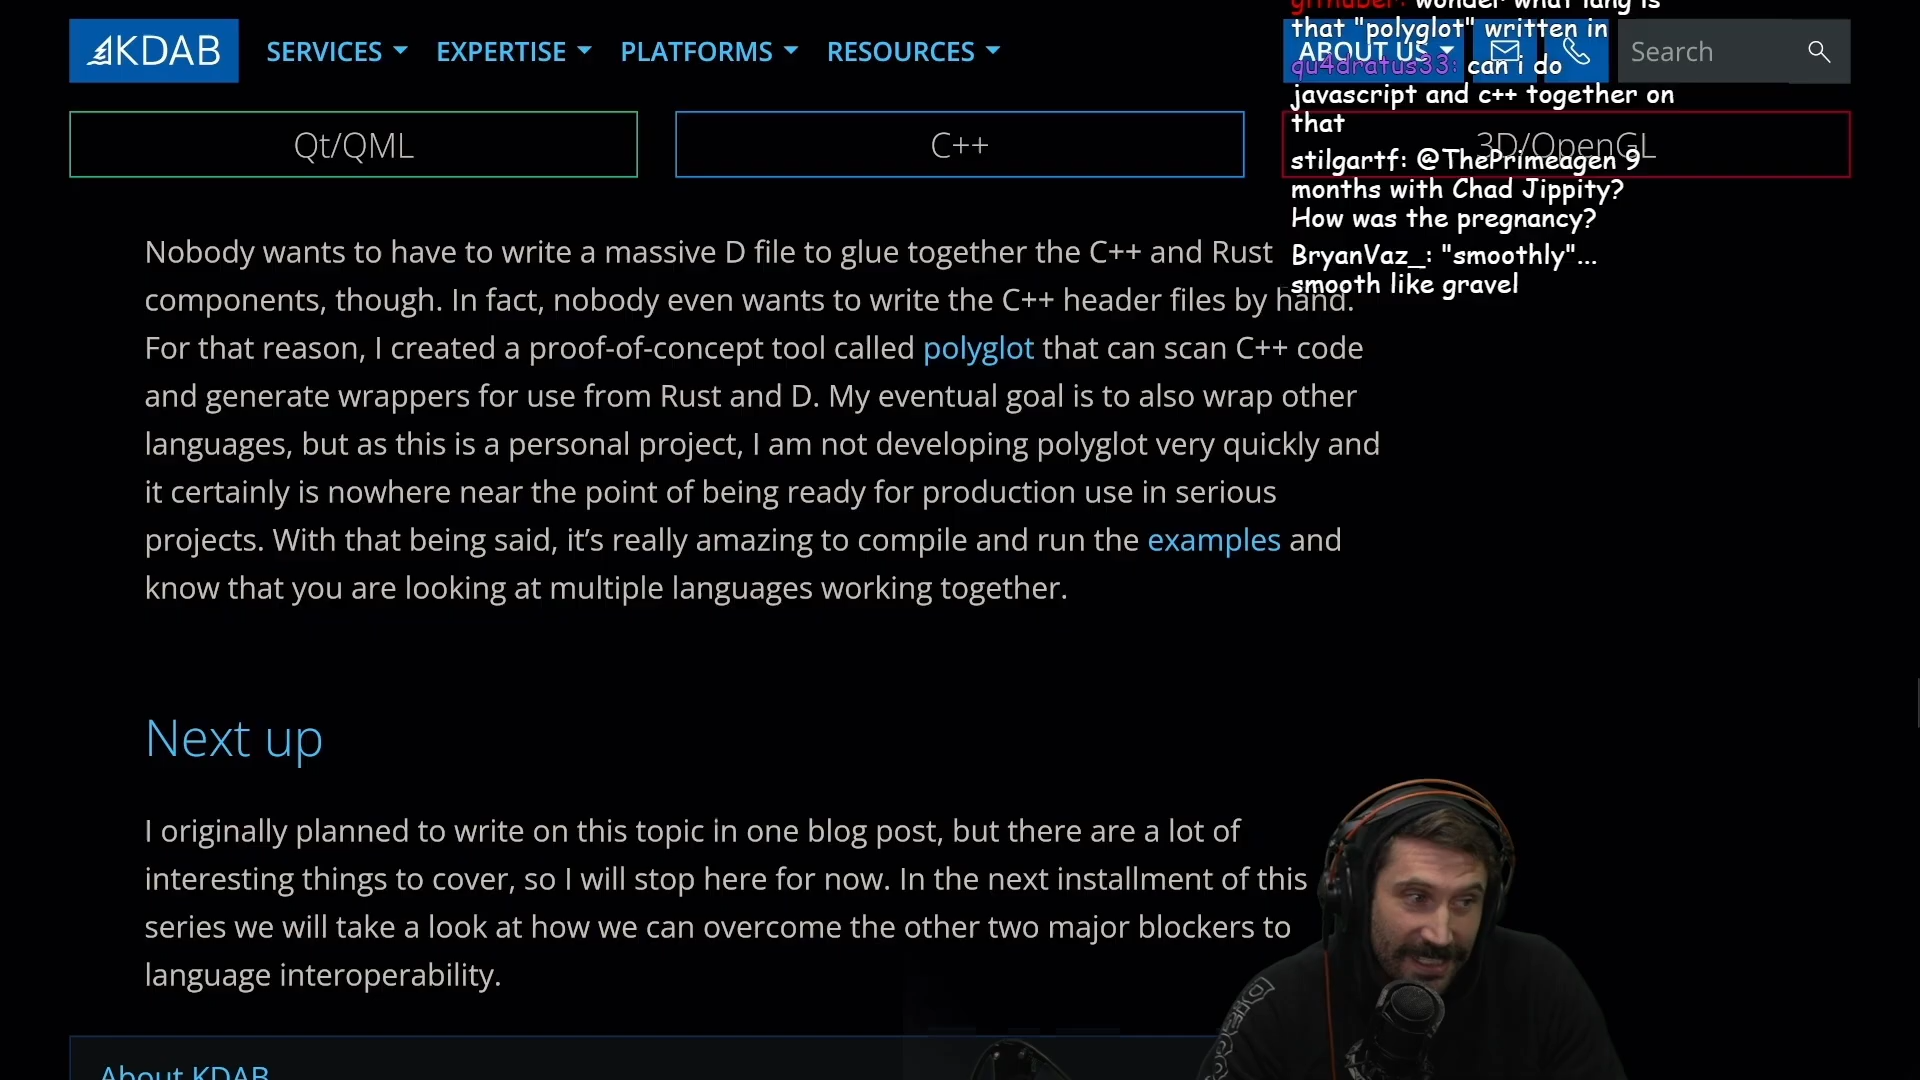 KDAB
SERVICES
EXPERTISE
PLATFORMS
RESOURCES
ABOUT US
Search
githuber: wonder what lang is
that "polyglot" written in
qu4dratus33: can i do
javascript and c++ together on
that
stilgartf: @ThePrimeagen 9
months with Chad Jippity?
How was the pregnancy?
BryanVaz_: "smoothly"...
smooth like gravel
Qt/QML
C++
3D/OpenGL
Nobody wants to have to write a massive D file to glue together the C++ and Rust
components, though. In fact, nobody even wants to write the C++ header files by hand.
For that reason, I created a proof-of-concept tool called polyglot that can scan C++ code
and generate wrappers for use from Rust and D. My eventual goal is to also wrap other
languages, but as this is a personal project, I am not developing polyglot very quickly and
it certainly is nowhere near the point of being ready for production use in serious
projects. With that being said, it’s really amazing to compile and run the examples and
know that you are looking at multiple languages working together.
Next up
I originally planned to write on this topic in one blog post, but there are a lot of
interesting things to cover, so I will stop here for now. In the next installment of this
series we will take a look at how we can overcome the other two major blockers to
language interoperability.
About KDAB